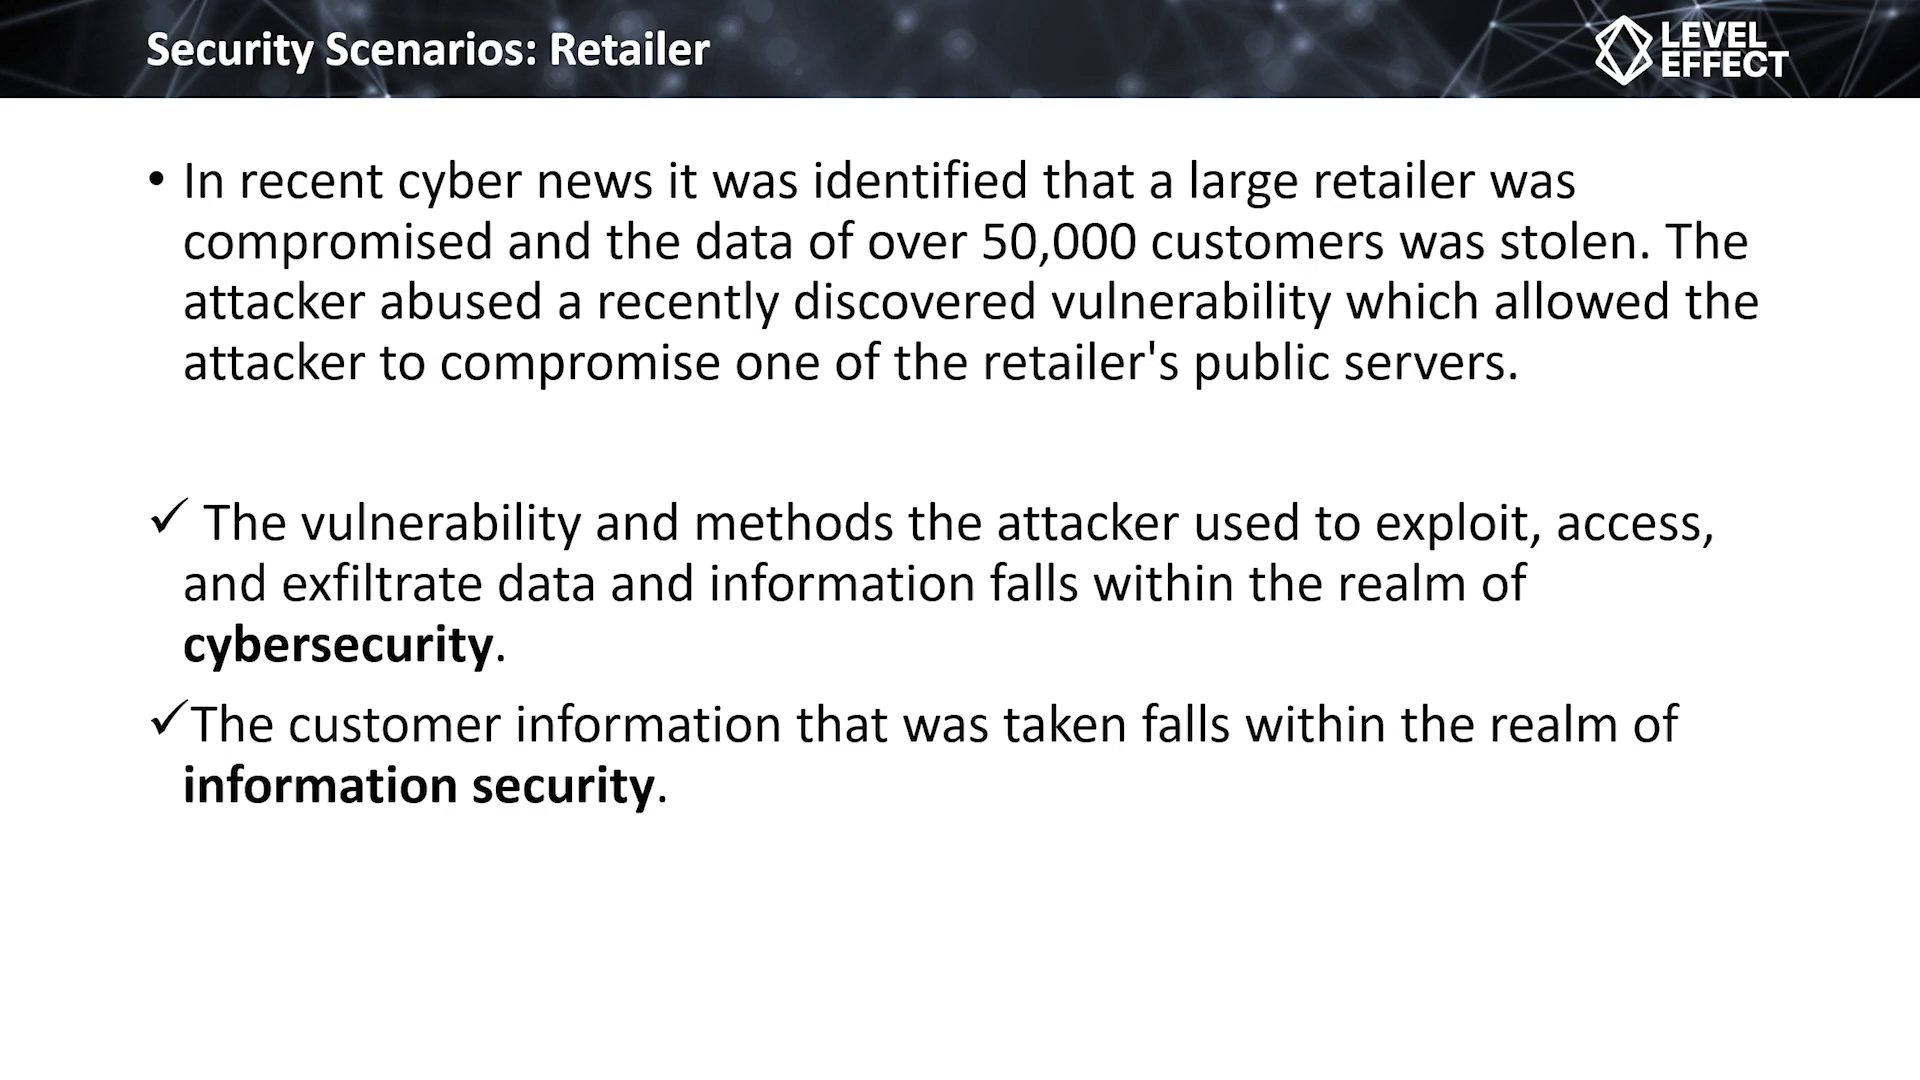 Security Scenarios: Retailer
LEVEL
EFFECT
• In recent cyber news it was identified that a large retailer was
compromised and the data of over 50,000 customers was stolen. The
attacker abused a recently discovered vulnerability which allowed the
attacker to compromise one of the retailer's public servers.
✓ The vulnerability and methods the attacker used to exploit, access,
and exfiltrate data and information falls within the realm of
cybersecurity.
✓The customer information that was taken falls within the realm of
information security.